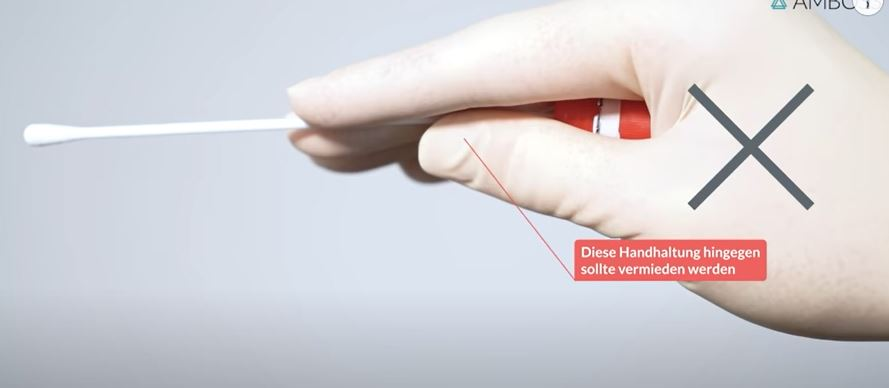 Diese Handhaltung hingegen
sollte vermieden werden